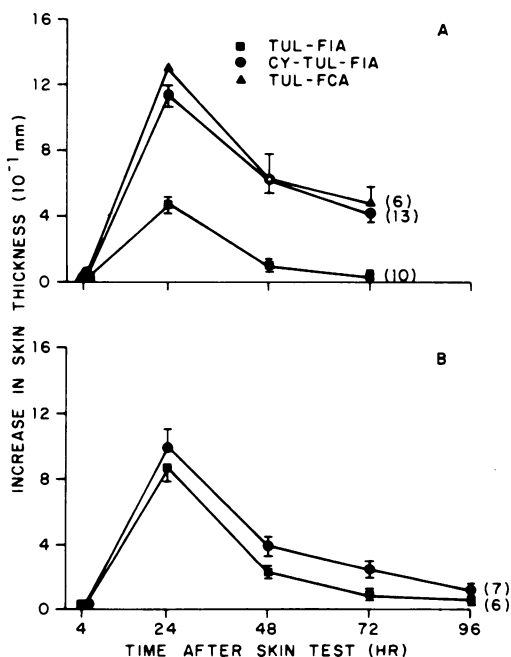 16
A
TUL-FIA
CY-TUL-FIA
TUL-FCA
12
8
4
(6)
(13)
0
(10)
INCREASE IN SKIN THICKNESS (10⁻¹ mm)
16
B
12
8
4
(7)
0
(6)
4 24 48 72 96
TIME AFTER SKIN TEST (HR)